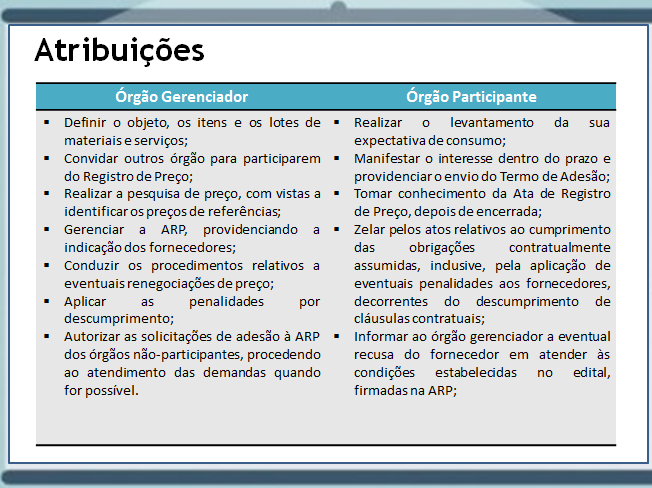 Atribuições
Órgão Gerenciador
▪ Definir o objeto, os itens e os lotes de
materiais e serviços;
▪ Convidar outros órgão para participarem
do Registro de Preço;
▪ Realizar a pesquisa de preço, com vistas a
identificar os preços de referências;
▪ Gerenciar a ARP, providenciando a
indicação dos fornecedores;
▪ Conduzir os procedimentos relativos a
eventuais renegociações de preço;
▪ Aplicar as penalidades por
descumprimento;
▪ Autorizar as solicitações de adesão à ARP
dos órgãos não-participantes, procedendo
ao atendimento das demandas quando
for possível.
Órgão Participante
▪ Realizar o levantamento da sua
expectativa de consumo;
▪ Manifestar o interesse dentro do prazo e
providenciar o envio do Termo de Adesão;
▪ Tomar conhecimento da Ata de Registro
de Preço, depois de encerrada;
▪ Zelar pelos atos relativos ao cumprimento
das obrigações contratualmente
assumidas, inclusive, pela aplicação de
eventuais penalidades aos fornecedores,
decorrentes do descumprimento de
cláusulas contratuais;
▪ Informar ao órgão gerenciador a eventual
recusa do fornecedor em atender às
condições estabelecidas no edital,
firmadas na ARP;